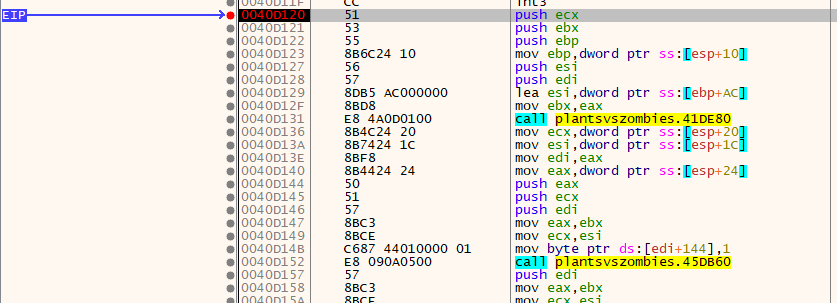 0040D11F CC int3
EIP 0040D120 51 push ecx
0040D121 53 push ebx
0040D122 55 push ebp
0040D123 8B6C24 10 mov ebp,dword ptr ss:[esp+10]
0040D127 56 push esi
0040D128 57 push edi
0040D129 8DB5 AC000000 lea esi,dword ptr ss:[ebp+AC]
0040D12F 8BD8 mov ebx,eax
0040D131 E8 4A0D0100 call plantsvszombies.41DE80
0040D136 8B4C24 20 mov ecx,dword ptr ss:[esp+20]
0040D13A 8B7424 1C mov esi,dword ptr ss:[esp+1C]
0040D13E 8BF8 mov edi,eax
0040D140 8B4424 24 mov eax,dword ptr ss:[esp+24]
0040D144 50 push eax
0040D145 51 push ecx
0040D146 57 push edi
0040D147 8BC3 mov eax,ebx
0040D149 8BCE mov ecx,esi
0040D14B C687 44010000 01 mov byte ptr ds:[edi+144],1
0040D152 E8 090A0500 call plantsvszombies.45DB60
0040D157 57 push edi
0040D158 8BC3 mov eax,ebx
0040D15A 8BCE mov ecx,esi